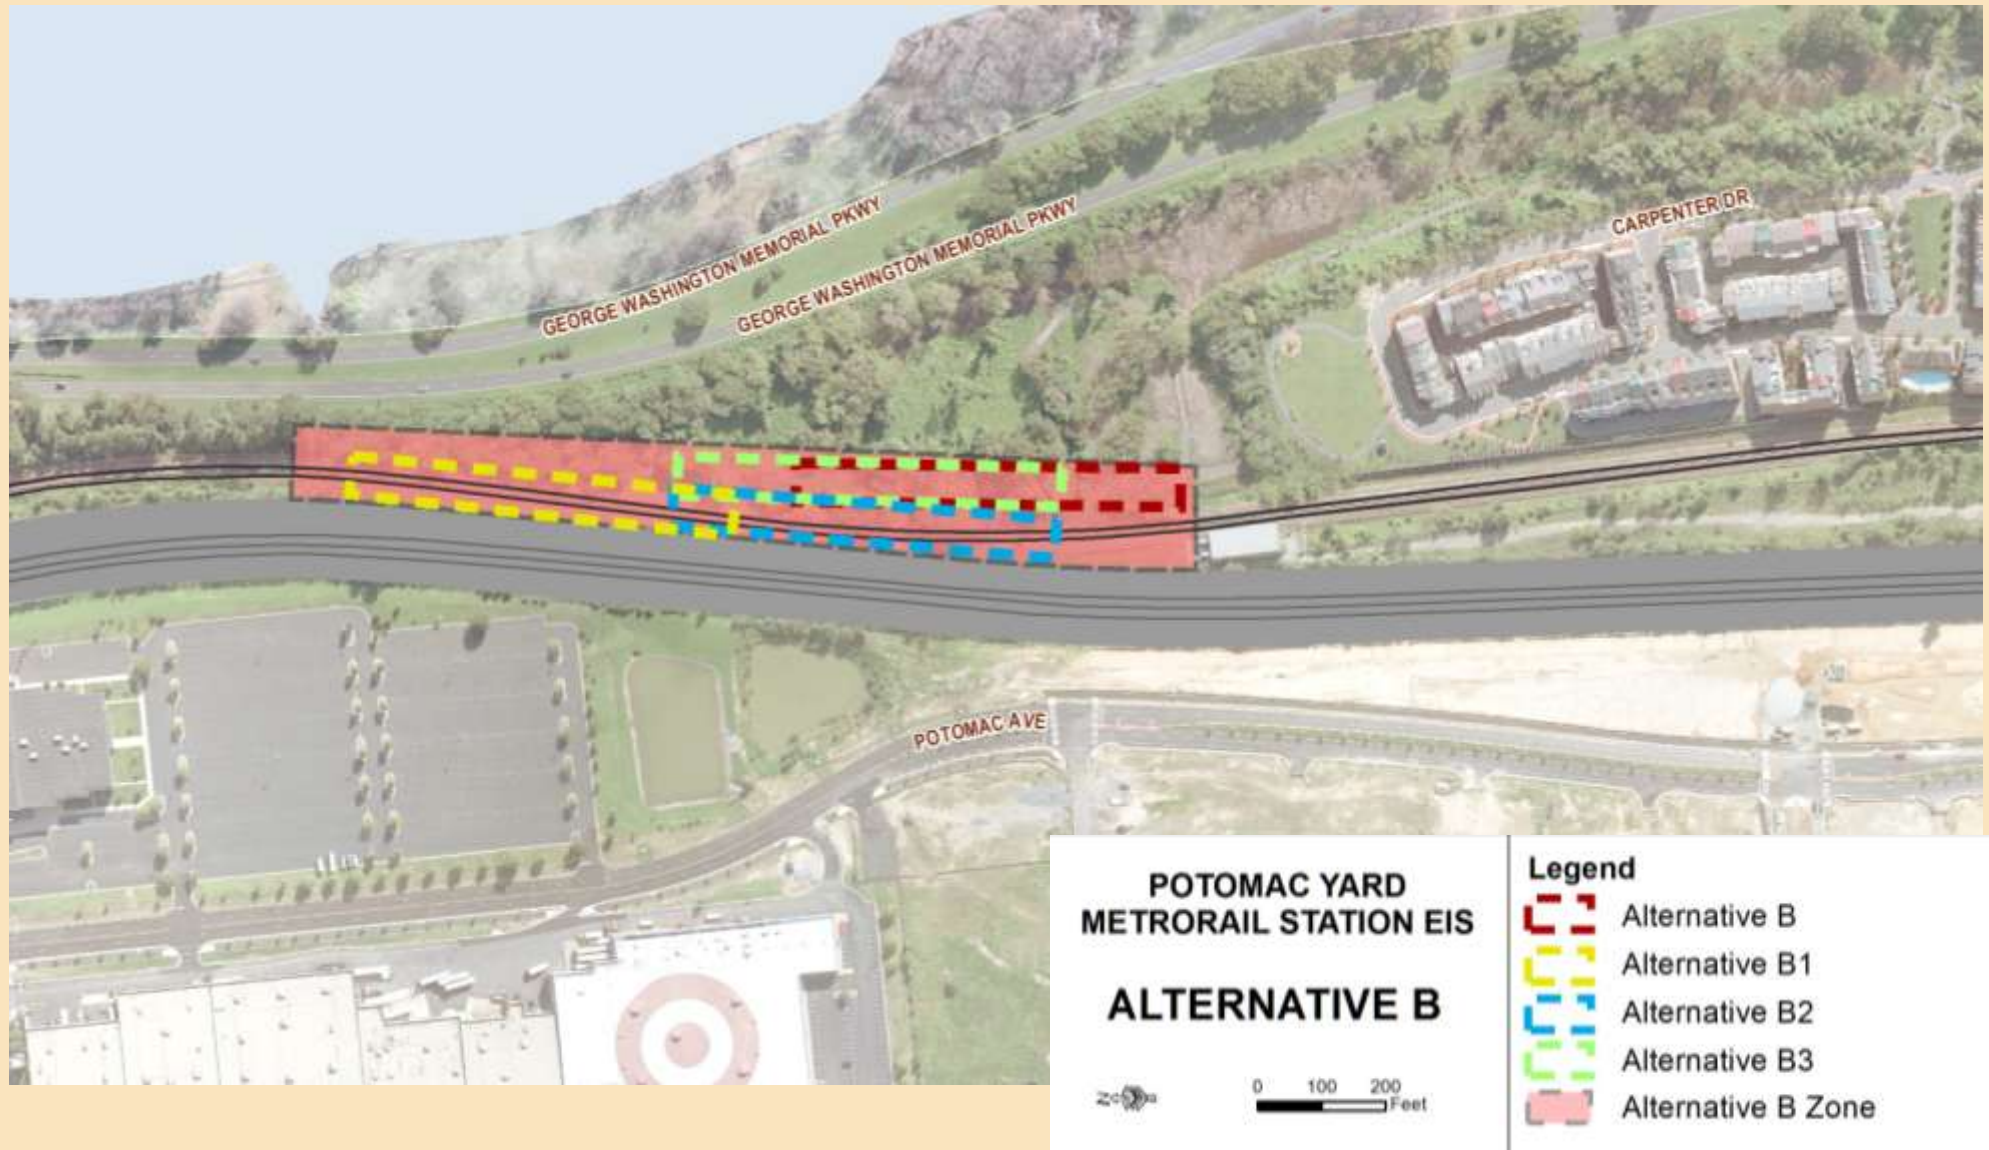 GEORGE WASHINGTON MEMORIAL PKWY
GEORGE WASHINGTON MEMORIAL PKWY
CARPENTER DR
POTOMAC AVE
POTOMAC YARD
METRORAIL STATION EIS
ALTERNATIVE B
0 100 200
Feet
Legend
Alternative B
Alternative B1
Alternative B2
Alternative B3
Alternative B Zone